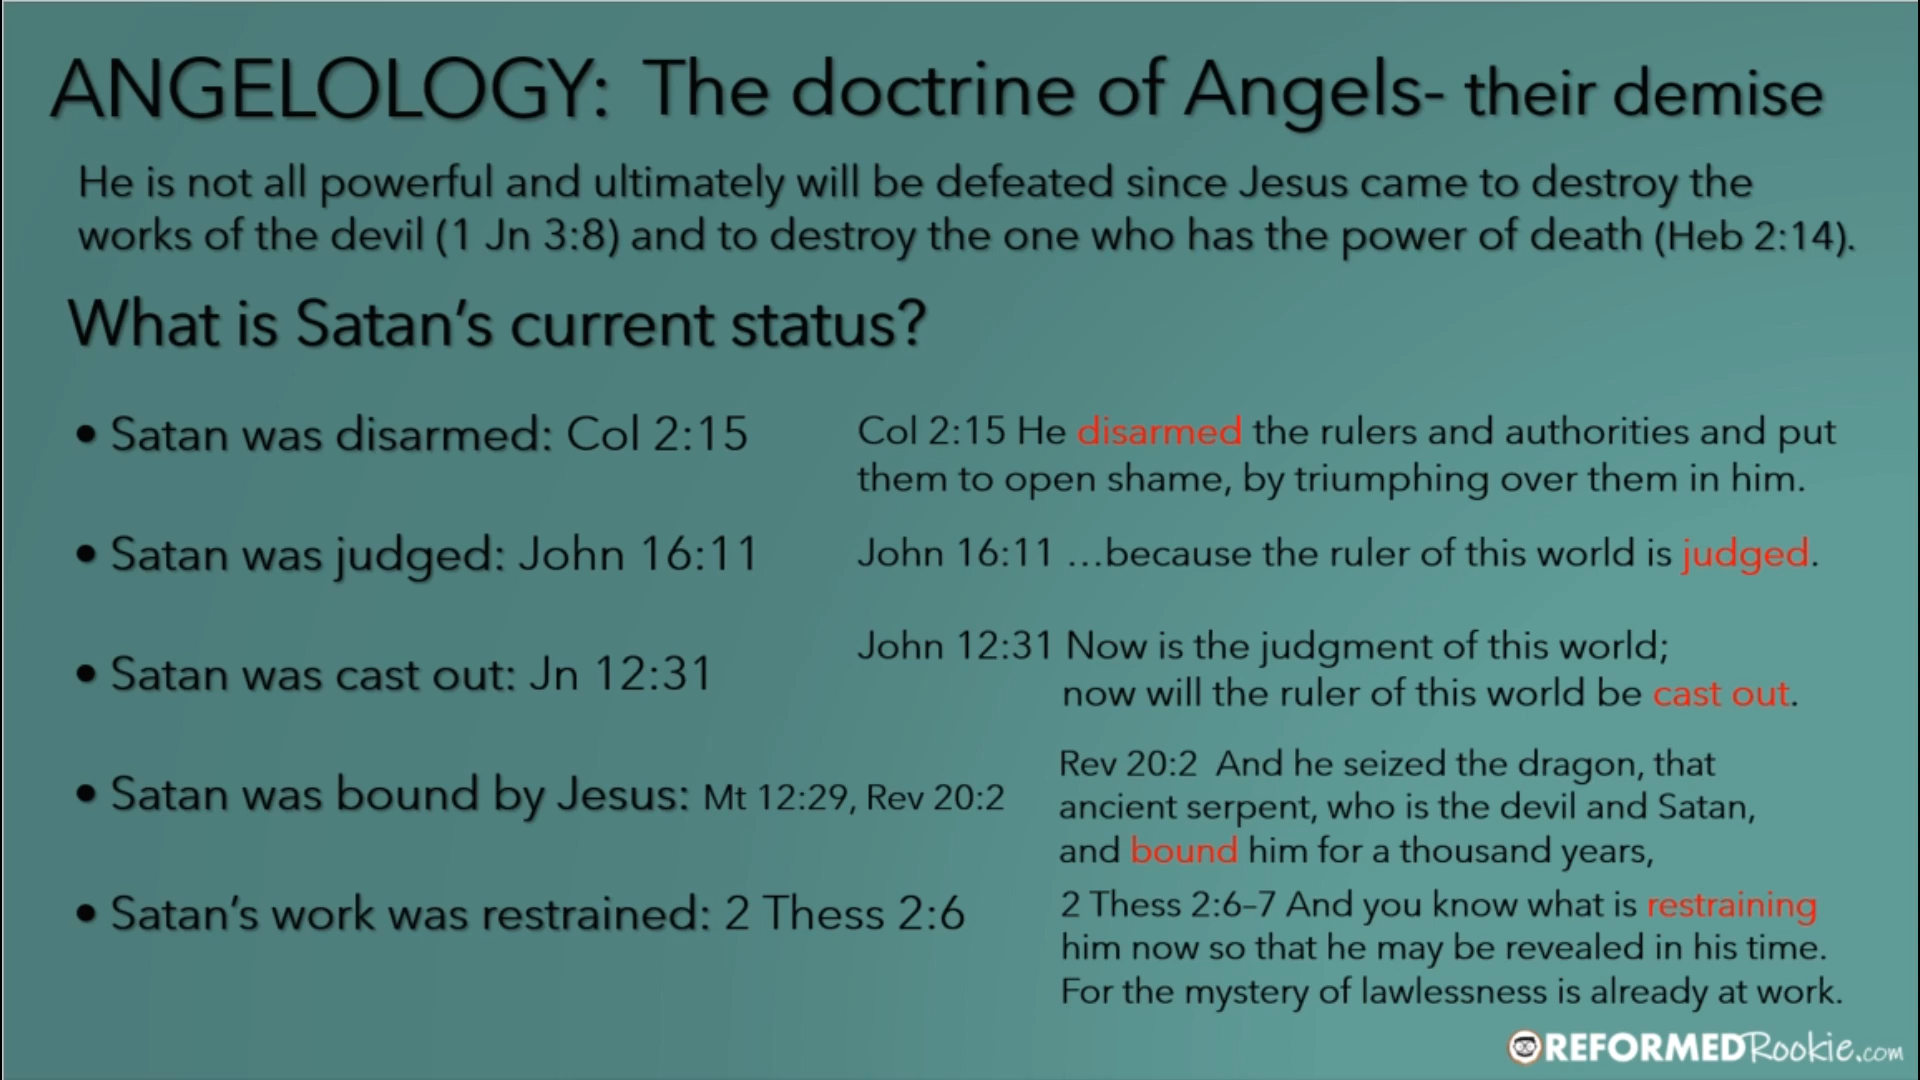 ANGELOLOGY: The doctrine of Angels- their demise
He is not all powerful and ultimately will be defeated since Jesus came to destroy the
works of the devil (1 Jn 3:8) and to destroy the one who has the power of death (Heb 2:14).
What is Satan’s current status?
• Satan was disarmed: Col 2:15
Col 2:15 He disarmed the rulers and authorities and put
them to open shame, by triumphing over them in him.
• Satan was judged: John 16:11
John 16:11 …because the ruler of this world is judged.
• Satan was cast out: Jn 12:31
John 12:31 Now is the judgment of this world;
now will the ruler of this world be cast out.
• Satan was bound by Jesus: Mt 12:29, Rev 20:2
Rev 20:2 And he seized the dragon, that
ancient serpent, who is the devil and Satan,
and bound him for a thousand years,
• Satan’s work was restrained: 2 Thess 2:6
2 Thess 2:6–7 And you know what is restraining
him now so that he may be revealed in his time.
For the mystery of lawlessness is already at work.
REFORMEDRookie.com